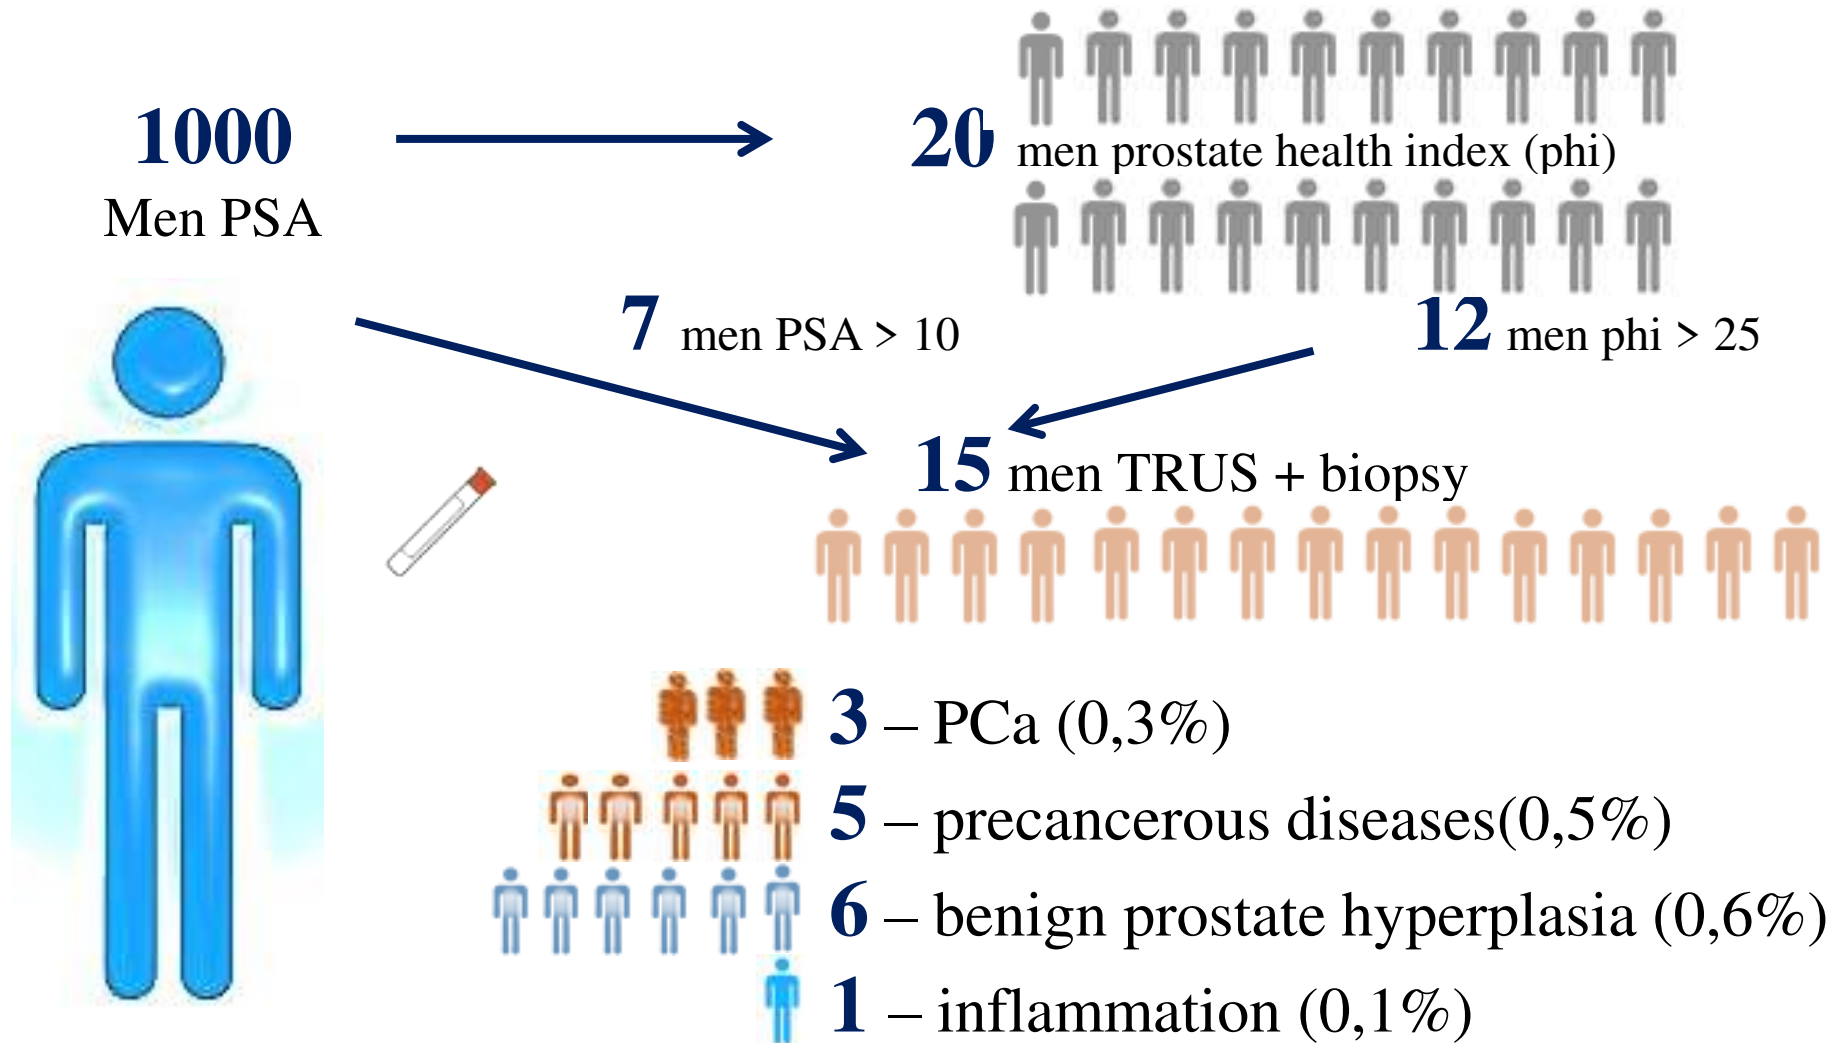 1000
Men PSA
20 men prostate health index (phi)
7 men PSA > 10
12 men phi > 25
15 men TRUS + biopsy
3 – PCa (0,3%)
5 – precancerous diseases(0,5%)
6 – benign prostate hyperplasia (0,6%)
1 – inflammation (0,1%)